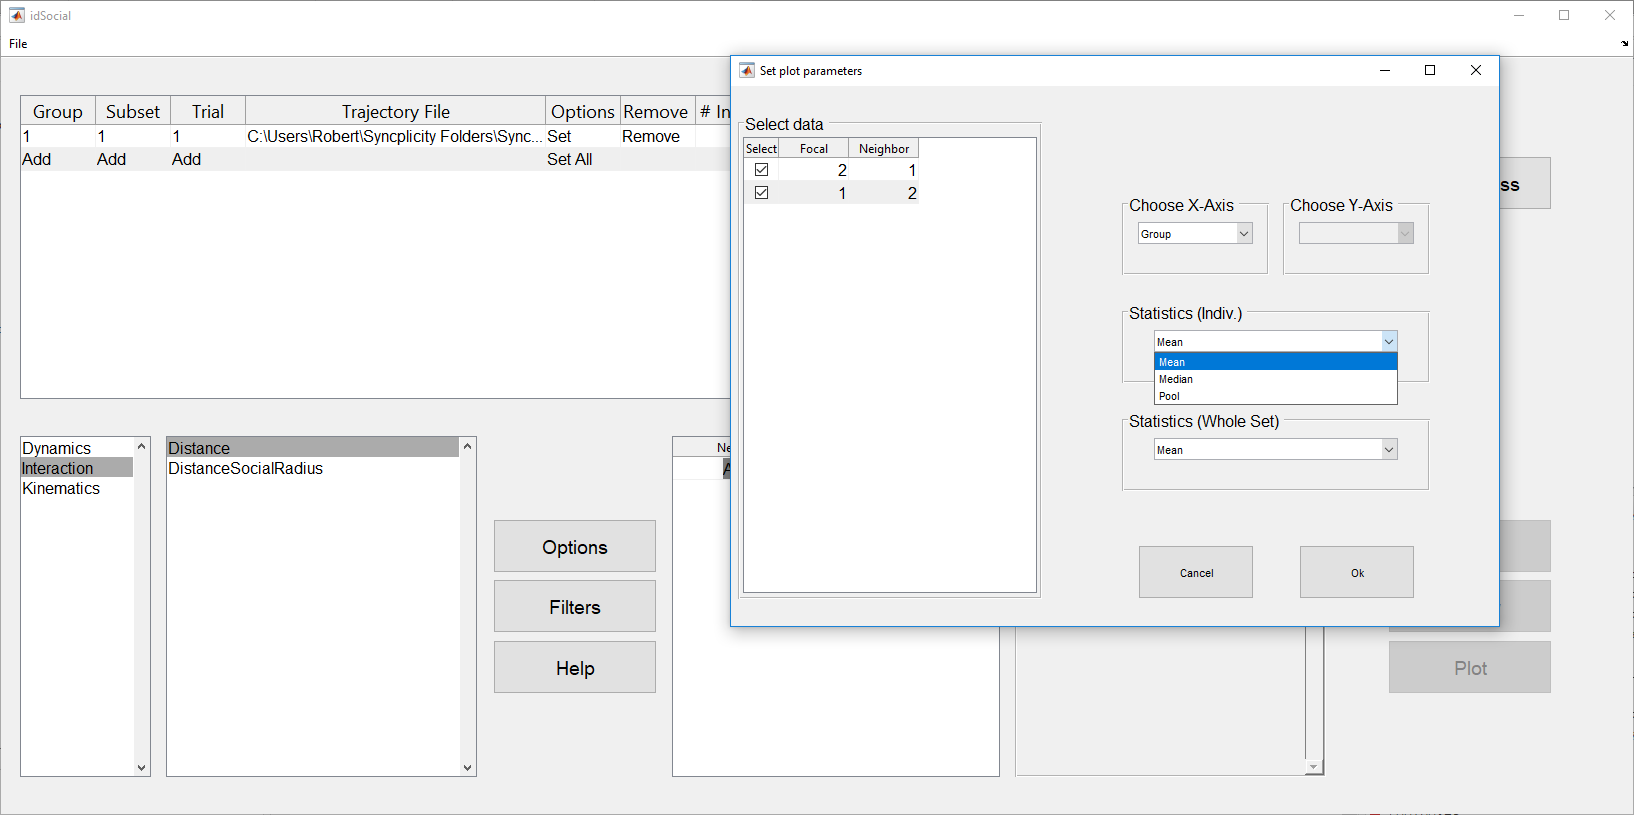 idSocial
File
Group Subset Trial Trajectory File Options Remove # In
1 1 1 C:\Users\Robert\Syncplicity Folders\Sync... Set Remove
Add Add Add Set All
Set plot parameters
Select data
Select Focal Neighbor
2 1
1 2
Choose X-Axis
Group
Choose Y-Axis
Statistics (Indiv.)
Mean
Mean
Median
Pool
Statistics (Whole Set)
Mean
Cancel
Ok
ss
Dynamics
Interaction
Kinematics
Distance
DistanceSocialRadius
Options
Filters
Help
Ne
Plot